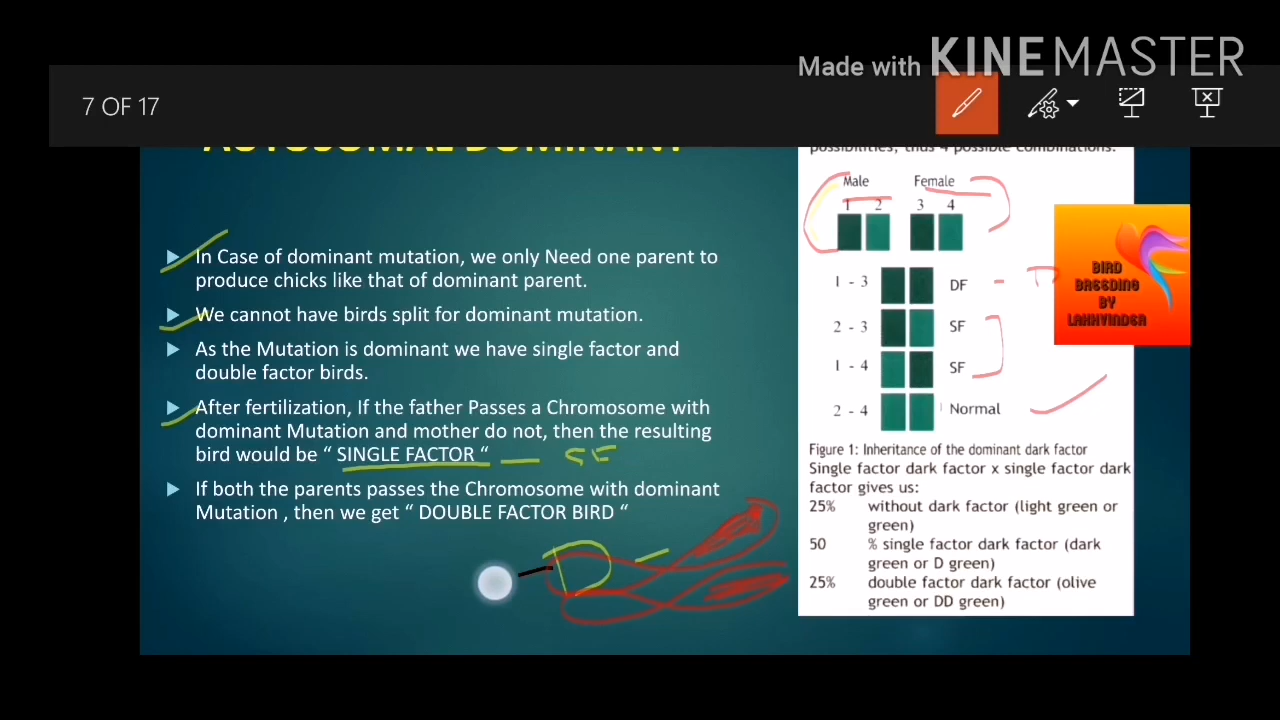 Made with KINEMASTER
7 OF 17
AUTOSOMAL DOMINANT
In Case of dominant mutation, we only Need one parent to
produce chicks like that of dominant parent.
We cannot have birds split for dominant mutation.
As the Mutation is dominant we have single factor and
double factor birds.
After fertilization, If the father Passes a Chromosome with
dominant Mutation and mother do not, then the resulting
bird would be “ SINGLE FACTOR “ — SF
If both the parents passes the Chromosome with dominant
Mutation , then we get “ DOUBLE FACTOR BIRD “
D
possibilities, thus 4 possible combinations.
Male Female
1 2 3 4
1 - 3 DF
2 - 3 SF
1 - 4 SF
2 - 4 Normal
Figure 1: Inheritance of the dominant dark factor
Single factor dark factor x single factor dark
factor gives us:
25% without dark factor (light green or
green)
50 % single factor dark factor (dark
green or D green)
25% double factor dark factor (olive
green or DD green)
BIRD
BREEDING
BY
LAKHVINDER